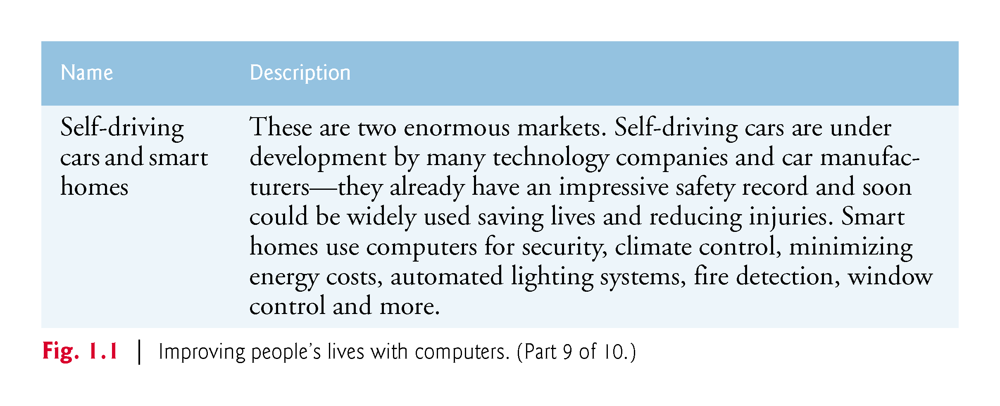 Name Description
Self-driving These are two enormous markets. Self-driving cars are under
cars and smart development by many technology companies and car manufac-
homes turers—they already have an impressive safety record and soon
could be widely used saving lives and reducing injuries. Smart
homes use computers for security, climate control, minimizing
energy costs, automated lighting systems, fire detection, window
control and more.
Fig. 1.1 | Improving people’s lives with computers. (Part 9 of 10.)